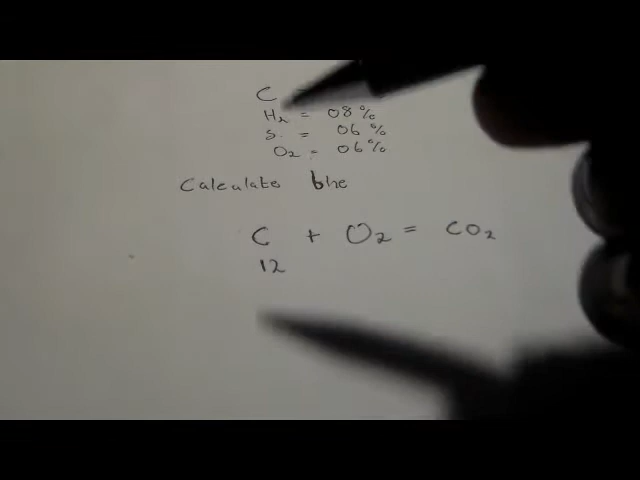 C
H2 = 08%
S. = 06%
O2 = 06%
Calculate the
C + O2 = CO2
12